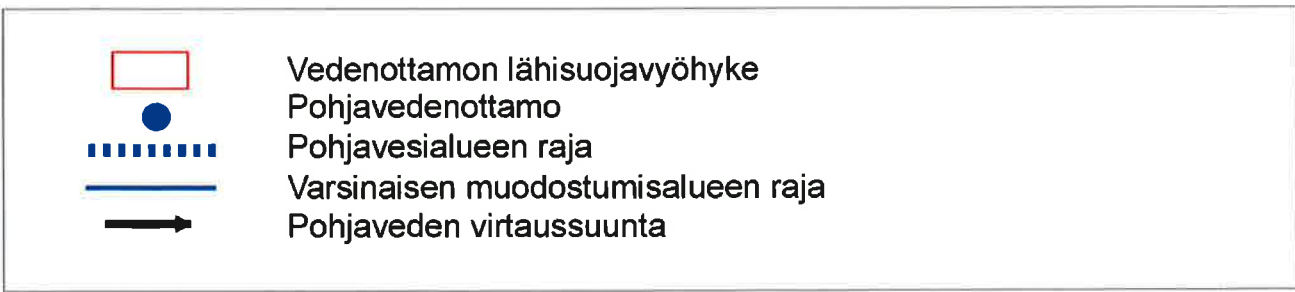 Vedenottamon lähisuojavyöhyke
Pohjavedenottamo
Pohjavesialueen raja
Varsinaisen muodostumisalueen raja
Pohjaveden virtaussuunta